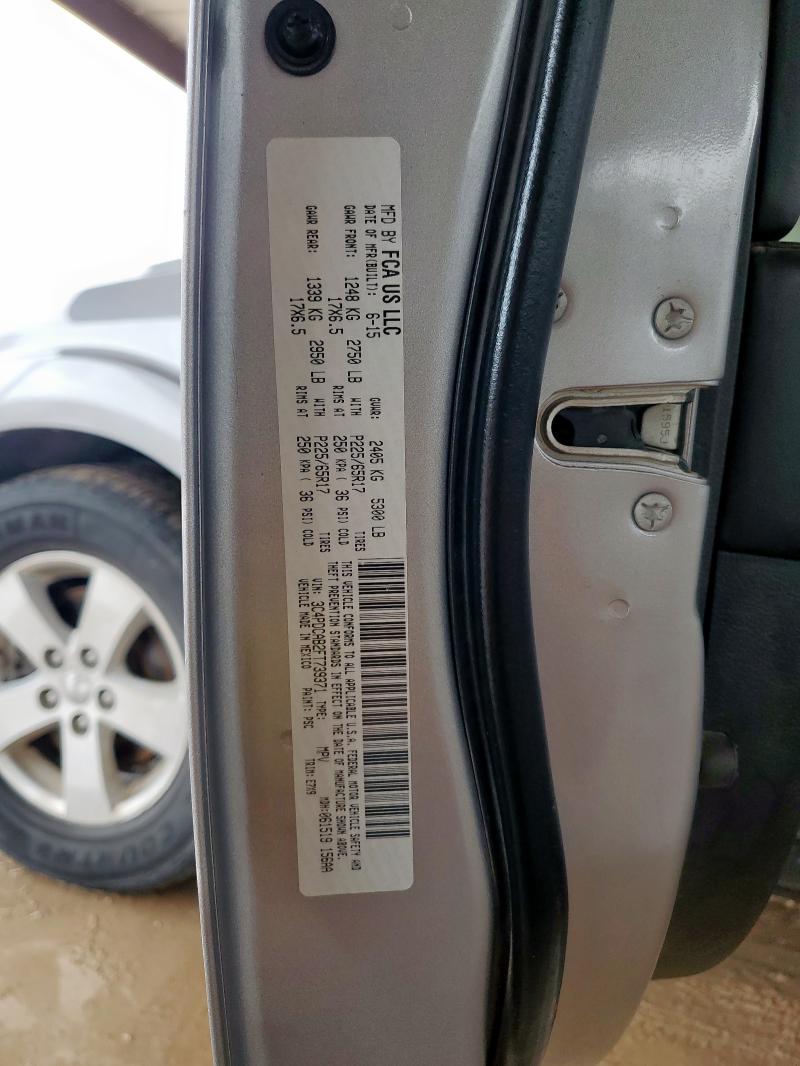 MFD BY FCA US LLC
DATE OF MFR(BUILT): 6-15 GVWR: 2405 KG 5300 LB
GAWR FRONT: 1248 KG 2750 LB WITH P225/65R17 TIRES
17X6.5 RIMS AT 250 KPA ( 36 PSI) COLD
GAWR REAR: 1339 KG 2950 LB WITH P225/65R17 TIRES
17X6.5 RIMS AT 250 KPA ( 36 PSI) COLD
THIS VEHICLE CONFORMS TO ALL APPLICABLE U.S.A. FEDERAL MOTOR VEHICLE SAFETY AND
THEFT PREVENTION STANDARDS IN EFFECT ON THE DATE OF MANUFACTURE SHOWN ABOVE.
VIN: 3C4PDCAB2FT739371 TYPE: MPV MDH:061519 156AA
VEHICLE MADE IN MEXICO PAINT: PSC TRIM: E7X9
COURSER